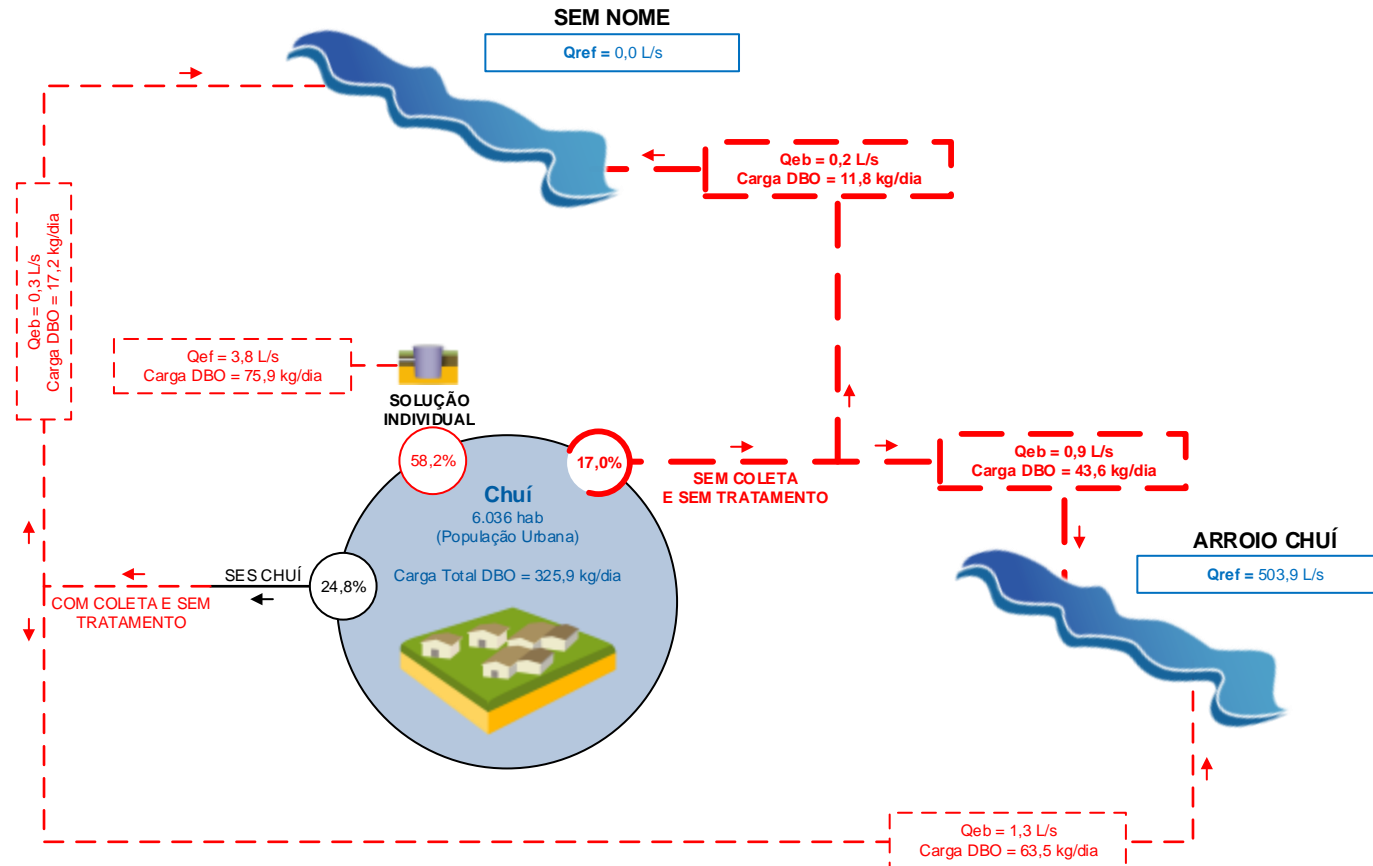 SEM NOME
Qref = 0,0 L/s
Qeb = 0,2 L/s
Carga DBO = 11,8 kg/dia
Qeb = 0,3 L/s
Carga DBO = 17,2 kg/dia
Qef = 3,8 L/s
Carga DBO = 75,9 kg/dia
SOLUÇÃO
INDIVIDUAL
58,2%
17,0%
SEM COLETA
E SEM TRATAMENTO
Qeb = 0,9 L/s
Carga DBO = 43,6 kg/dia
Chuí
6.036 hab
(População Urbana)
Carga Total DBO = 325,9 kg/dia
ARROIO CHUÍ
Qref = 503,9 L/s
SES CHUÍ
24,8%
COM COLETA E SEM
TRATAMENTO
Qeb = 1,3 L/s
Carga DBO = 63,5 kg/dia